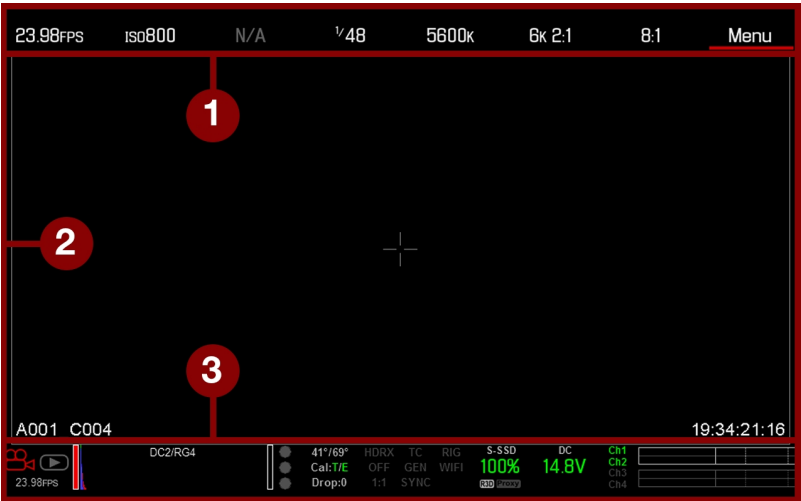 23.98FPS ISO800 N/A 1/48 5600K 6K 2:1 8:1 Menu
1
2
3
A001 C004 19:34:21:16
23.98FPS
DC2/RG4
41°/69° HDRX TC RIG
Cal:T/E OFF GEN WIFI
Drop:0 1:1 SYNC
S-SSD
100%
R3D Proxy
DC
14.8V
Ch1
Ch2
Ch3
Ch4